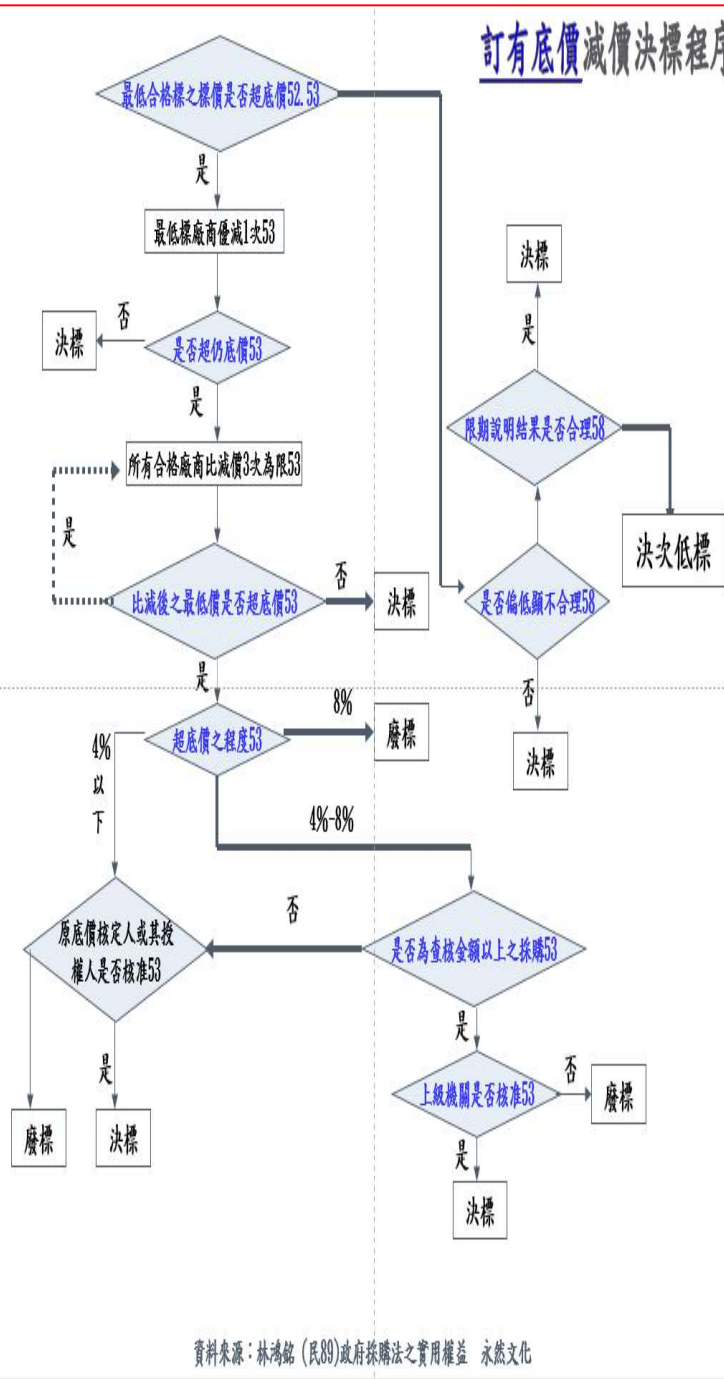 訂有底價減價決標程序
最低合格標之標價是否超底價52.53
是
最低標廠商優減1次53
決標
否
是否超仍底價53
是
決標
是
限期說明結果是否合理58
所有合格廠商比減價3次為限53
是
決次低標
比減後之最低價是否超底價53
否
決標
是否偏低顯不合理58
是
否
決標
超底價之程度53
8%
廢標
4%
以
下
4%-8%
原底價核定人或其授
權人是否核准53
否
是否為查核金額以上之採購53
是
是
上級機關是否核准53
否
廢標
廢標
決標
是
決標
資料來源：林鴻銘 (民89)政府採購法之實用權益 永然文化